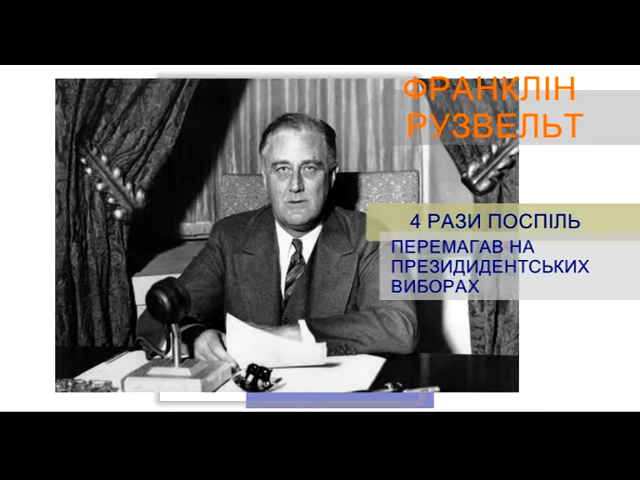 ФРАНКЛІН
РУЗВЕЛЬТ
4 РАЗИ ПОСПІЛЬ
ПЕРЕМАГАВ НА
ПРЕЗИДИДЕНТСЬКИХ
ВИБОРАХ